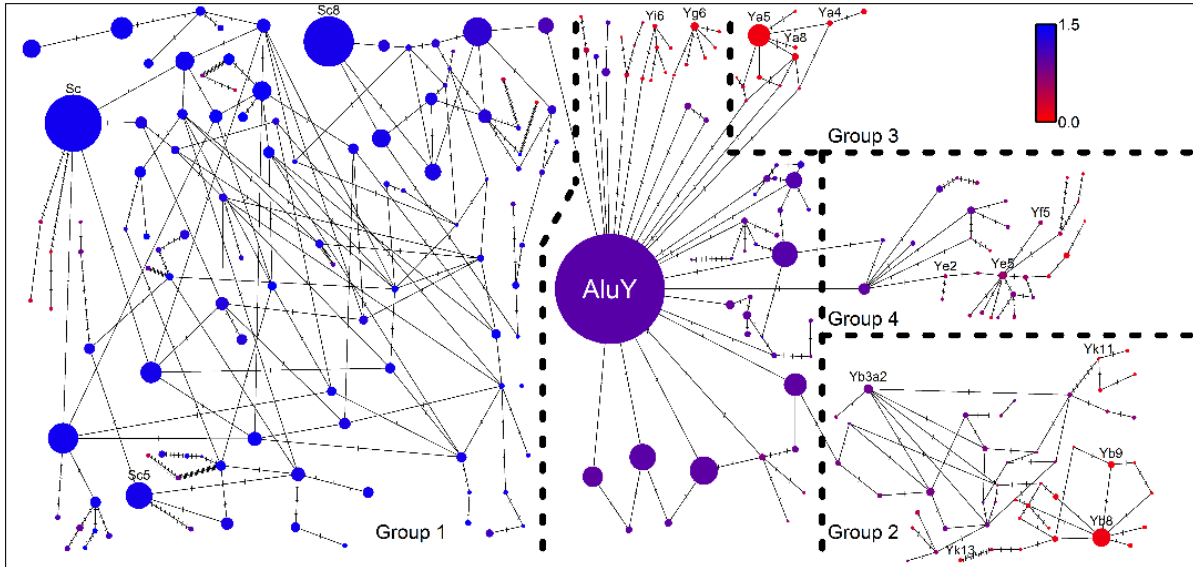 Sc8
Yi6
Yg6
Ya5
Ya4
Ya8
1.5
0.0
Sc
Group 3
Yf5
Ye2
Ye5
AluY
Group 4
Yk11
Yb3a2
Yb9
Sc5
Yb8
Group 1
Group 2
Yk13